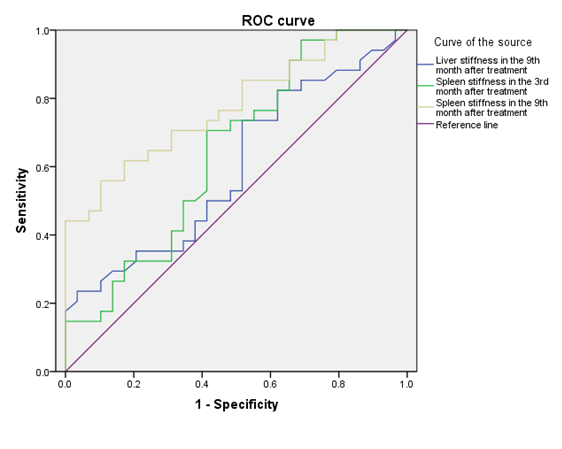 ROC curve
Curve of the source
Liver stiffness in the 9th
month after treatment
Spleen stiffness in the 3rd
month after treatment
Spleen stiffness in the 9th
month after treatment
Reference line
Sensitivity
1.0
0.8
0.6
0.4
0.2
0.0
0.0 0.2 0.4 0.6 0.8 1.0
1 - Specificity